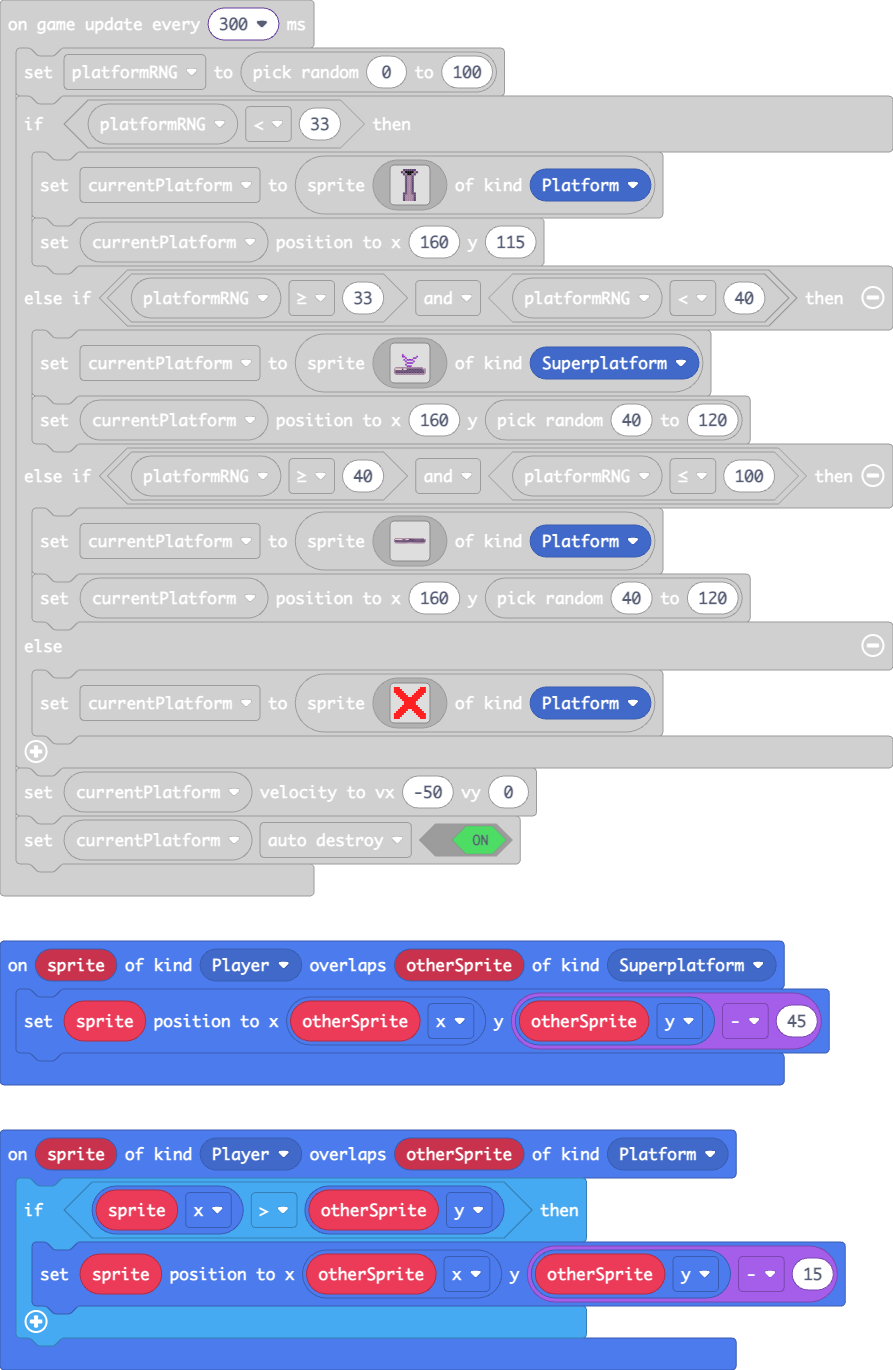 on game update every 300 ms
set platformRNG to pick random 0 to 100
if platformRNG < 33 then
set currentPlatform to sprite of kind Platform
set currentPlatform position to x 160 y 115
else if platformRNG ≥ 33 and platformRNG < 40 then
set currentPlatform to sprite of kind Superplatform
set currentPlatform position to x 160 y pick random 40 to 120
else if platformRNG ≥ 40 and platformRNG ≤ 100 then
set currentPlatform to sprite of kind Platform
set currentPlatform position to x 160 y pick random 40 to 120
else
set currentPlatform to sprite of kind Platform
set currentPlatform velocity to vx -50 vy 0
set currentPlatform auto destroy ON
on sprite of kind Player overlaps otherSprite of kind Superplatform
set sprite position to x otherSprite x y otherSprite y - 45
on sprite of kind Player overlaps otherSprite of kind Platform
if sprite x > otherSprite y then
set sprite position to x otherSprite x y otherSprite y - 15